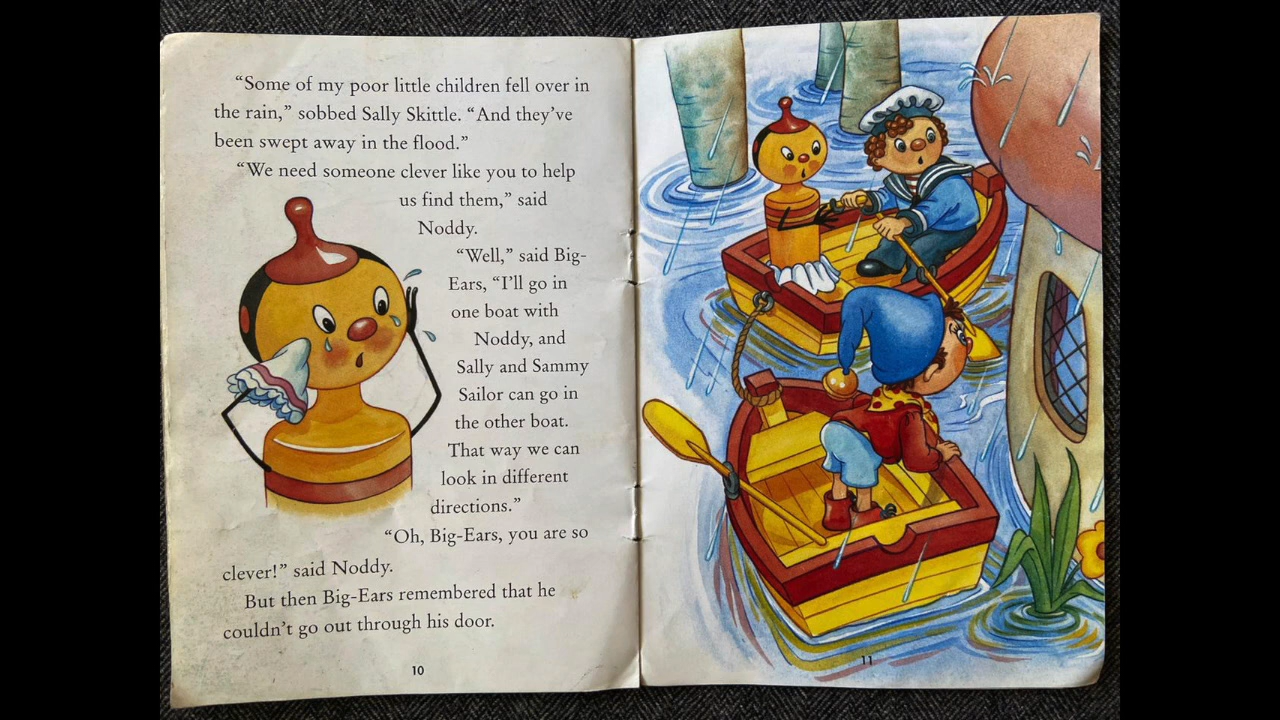 “Some of my poor little children fell over in
the rain,” sobbed Sally Skittle. “And they’ve
been swept away in the flood.”
“We need someone clever like you to help
us find them,” said
Noddy.
“Well,” said Big-
Ears, “I’ll go in
one boat with
Noddy, and
Sally and Sammy
Sailor can go in
the other boat.
That way we can
look in different
directions.”
“Oh, Big-Ears, you are so
clever!” said Noddy.
But then Big-Ears remembered that he
couldn’t go out through his door.
10
11